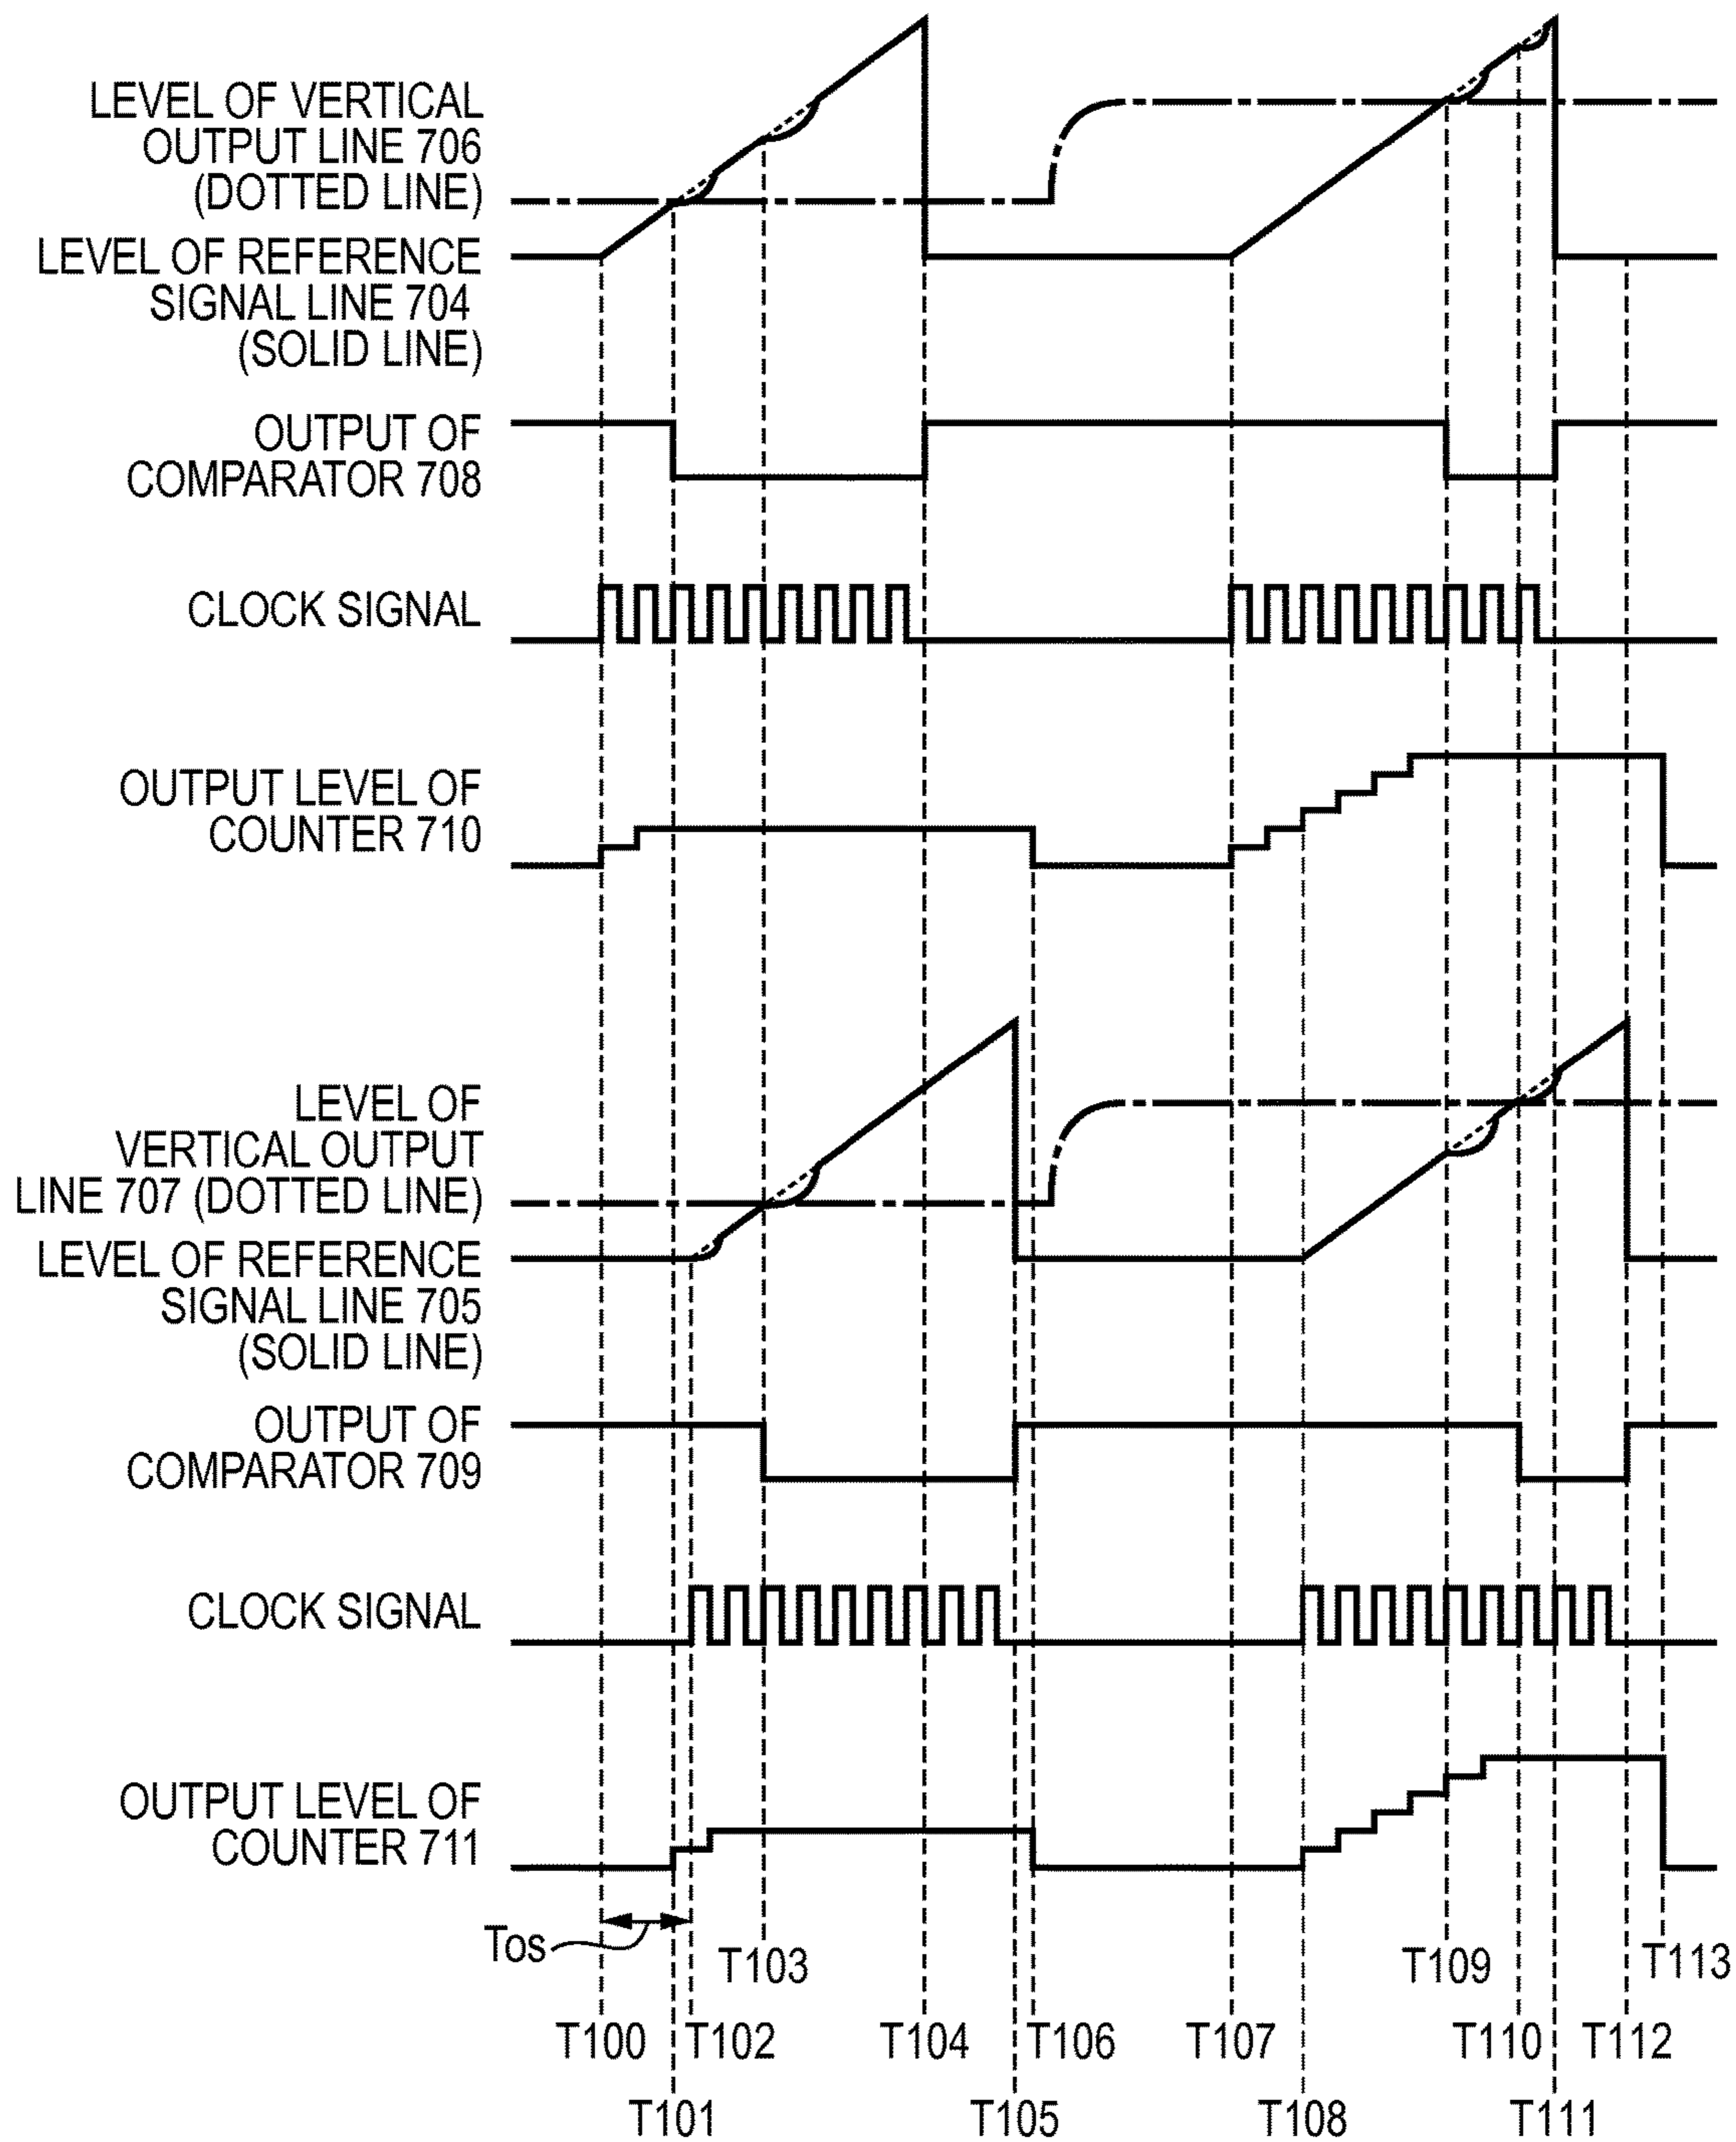 LEVEL OF VERTICAL
OUTPUT LINE 706
(DOTTED LINE)
LEVEL OF REFERENCE
SIGNAL LINE 704
(SOLID LINE)
OUTPUT OF
COMPARATOR 708
CLOCK SIGNAL
OUTPUT LEVEL OF
COUNTER 710
LEVEL OF
VERTICAL OUTPUT
LINE 707 (DOTTED LINE)
LEVEL OF REFERENCE
SIGNAL LINE 705
(SOLID LINE)
OUTPUT OF
COMPARATOR 709
CLOCK SIGNAL
OUTPUT LEVEL OF
COUNTER 711
Tos
T103
T109
T113
T100
T102
T104
T106
T107
T110
T112
T101
T105
T108
T111